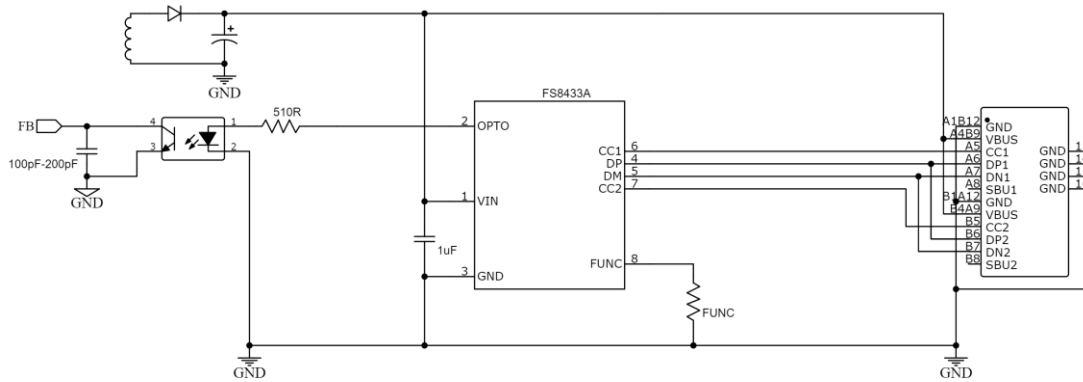 GND
FS8433A
510R
FB
4
1
2
OPTO
3
2
100pF-200pF
GND
CC1
6
DP
4
DM
5
CC2
7
1
VIN
1uF
3
GND
FUNC
8
FUNC
GND
GND
A1B12
GND
A4B9
VBUS
A5
CC1
GND
A6
DP1
GND
A7
DN1
GND
A8
SBU1
GND
B1A12
GND
B4A9
VBUS
B5
CC2
B6
DP2
B7
DN2
B8
SBU2